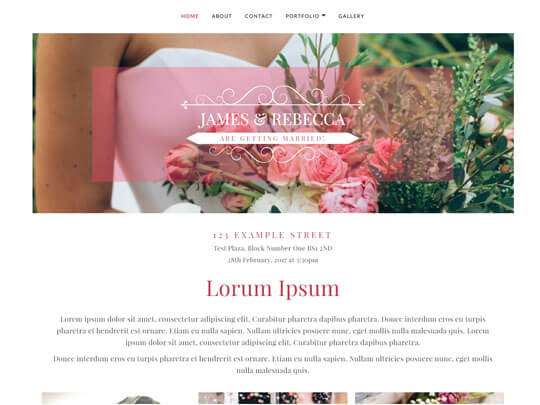 HOME ABOUT CONTACT PORTFOLIO GALLERY
JAMES & REBECCA
ARE GETTING MARRIED!
123 EXAMPLE STREET
Test Plaza, Block Number One BS1 2ND
28th February, 2017 at 3:30pm
Lorum Ipsum
Lorem ipsum dolor sit amet, consectetur adipiscing elit. Curabitur pharetra dapibus pharetra. Donec interdum eros eu turpis
pharetra et hendrerit est ornare. Etiam eu nulla sapien. Nullam ultricies posuere nunc, eget mollis nulla malesuada quis. Lorem
ipsum dolor sit amet, consectetur adipiscing elit. Curabitur pharetra dapibus pharetra.
Donec interdum eros eu turpis pharetra et hendrerit est ornare. Etiam eu nulla sapien. Nullam ultricies posuere nunc, eget mollis
nulla malesuada quis.